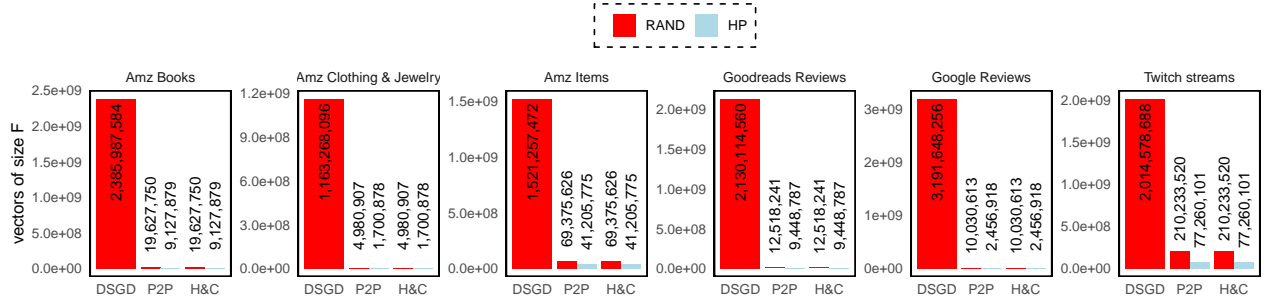 RAND HP
vectors of size F
Amz Books
2.5e+09
2.0e+09
1.5e+09
1.0e+09
5.0e+08
0.0e+00
2,385,987,584
19,627,750
9,127,879
19,627,750
9,127,879
DSGD P2P H&C
Amz Clothing & Jewelry
1.2e+09
9.0e+08
6.0e+08
3.0e+08
0.0e+00
1,163,268,096
4,980,907
1,700,878
4,980,907
1,700,878
DSGD P2P H&C
Amz Items
1.5e+09
1.0e+09
5.0e+08
0.0e+00
1,521,257,472
69,375,626
41,205,775
69,375,626
41,205,775
DSGD P2P H&C
Goodreads Reviews
2.0e+09
1.5e+09
1.0e+09
5.0e+08
0.0e+00
2,130,114,560
12,518,241
9,448,787
12,518,241
9,448,787
DSGD P2P H&C
Google Reviews
3e+09
2e+09
1e+09
0e+00
3,191,648,256
10,030,613
2,456,918
10,030,613
2,456,918
DSGD P2P H&C
Twitch streams
2.0e+09
1.5e+09
1.0e+09
5.0e+08
0.0e+00
2,014,578,688
210,233,520
77,260,101
210,233,520
77,260,101
DSGD P2P H&C